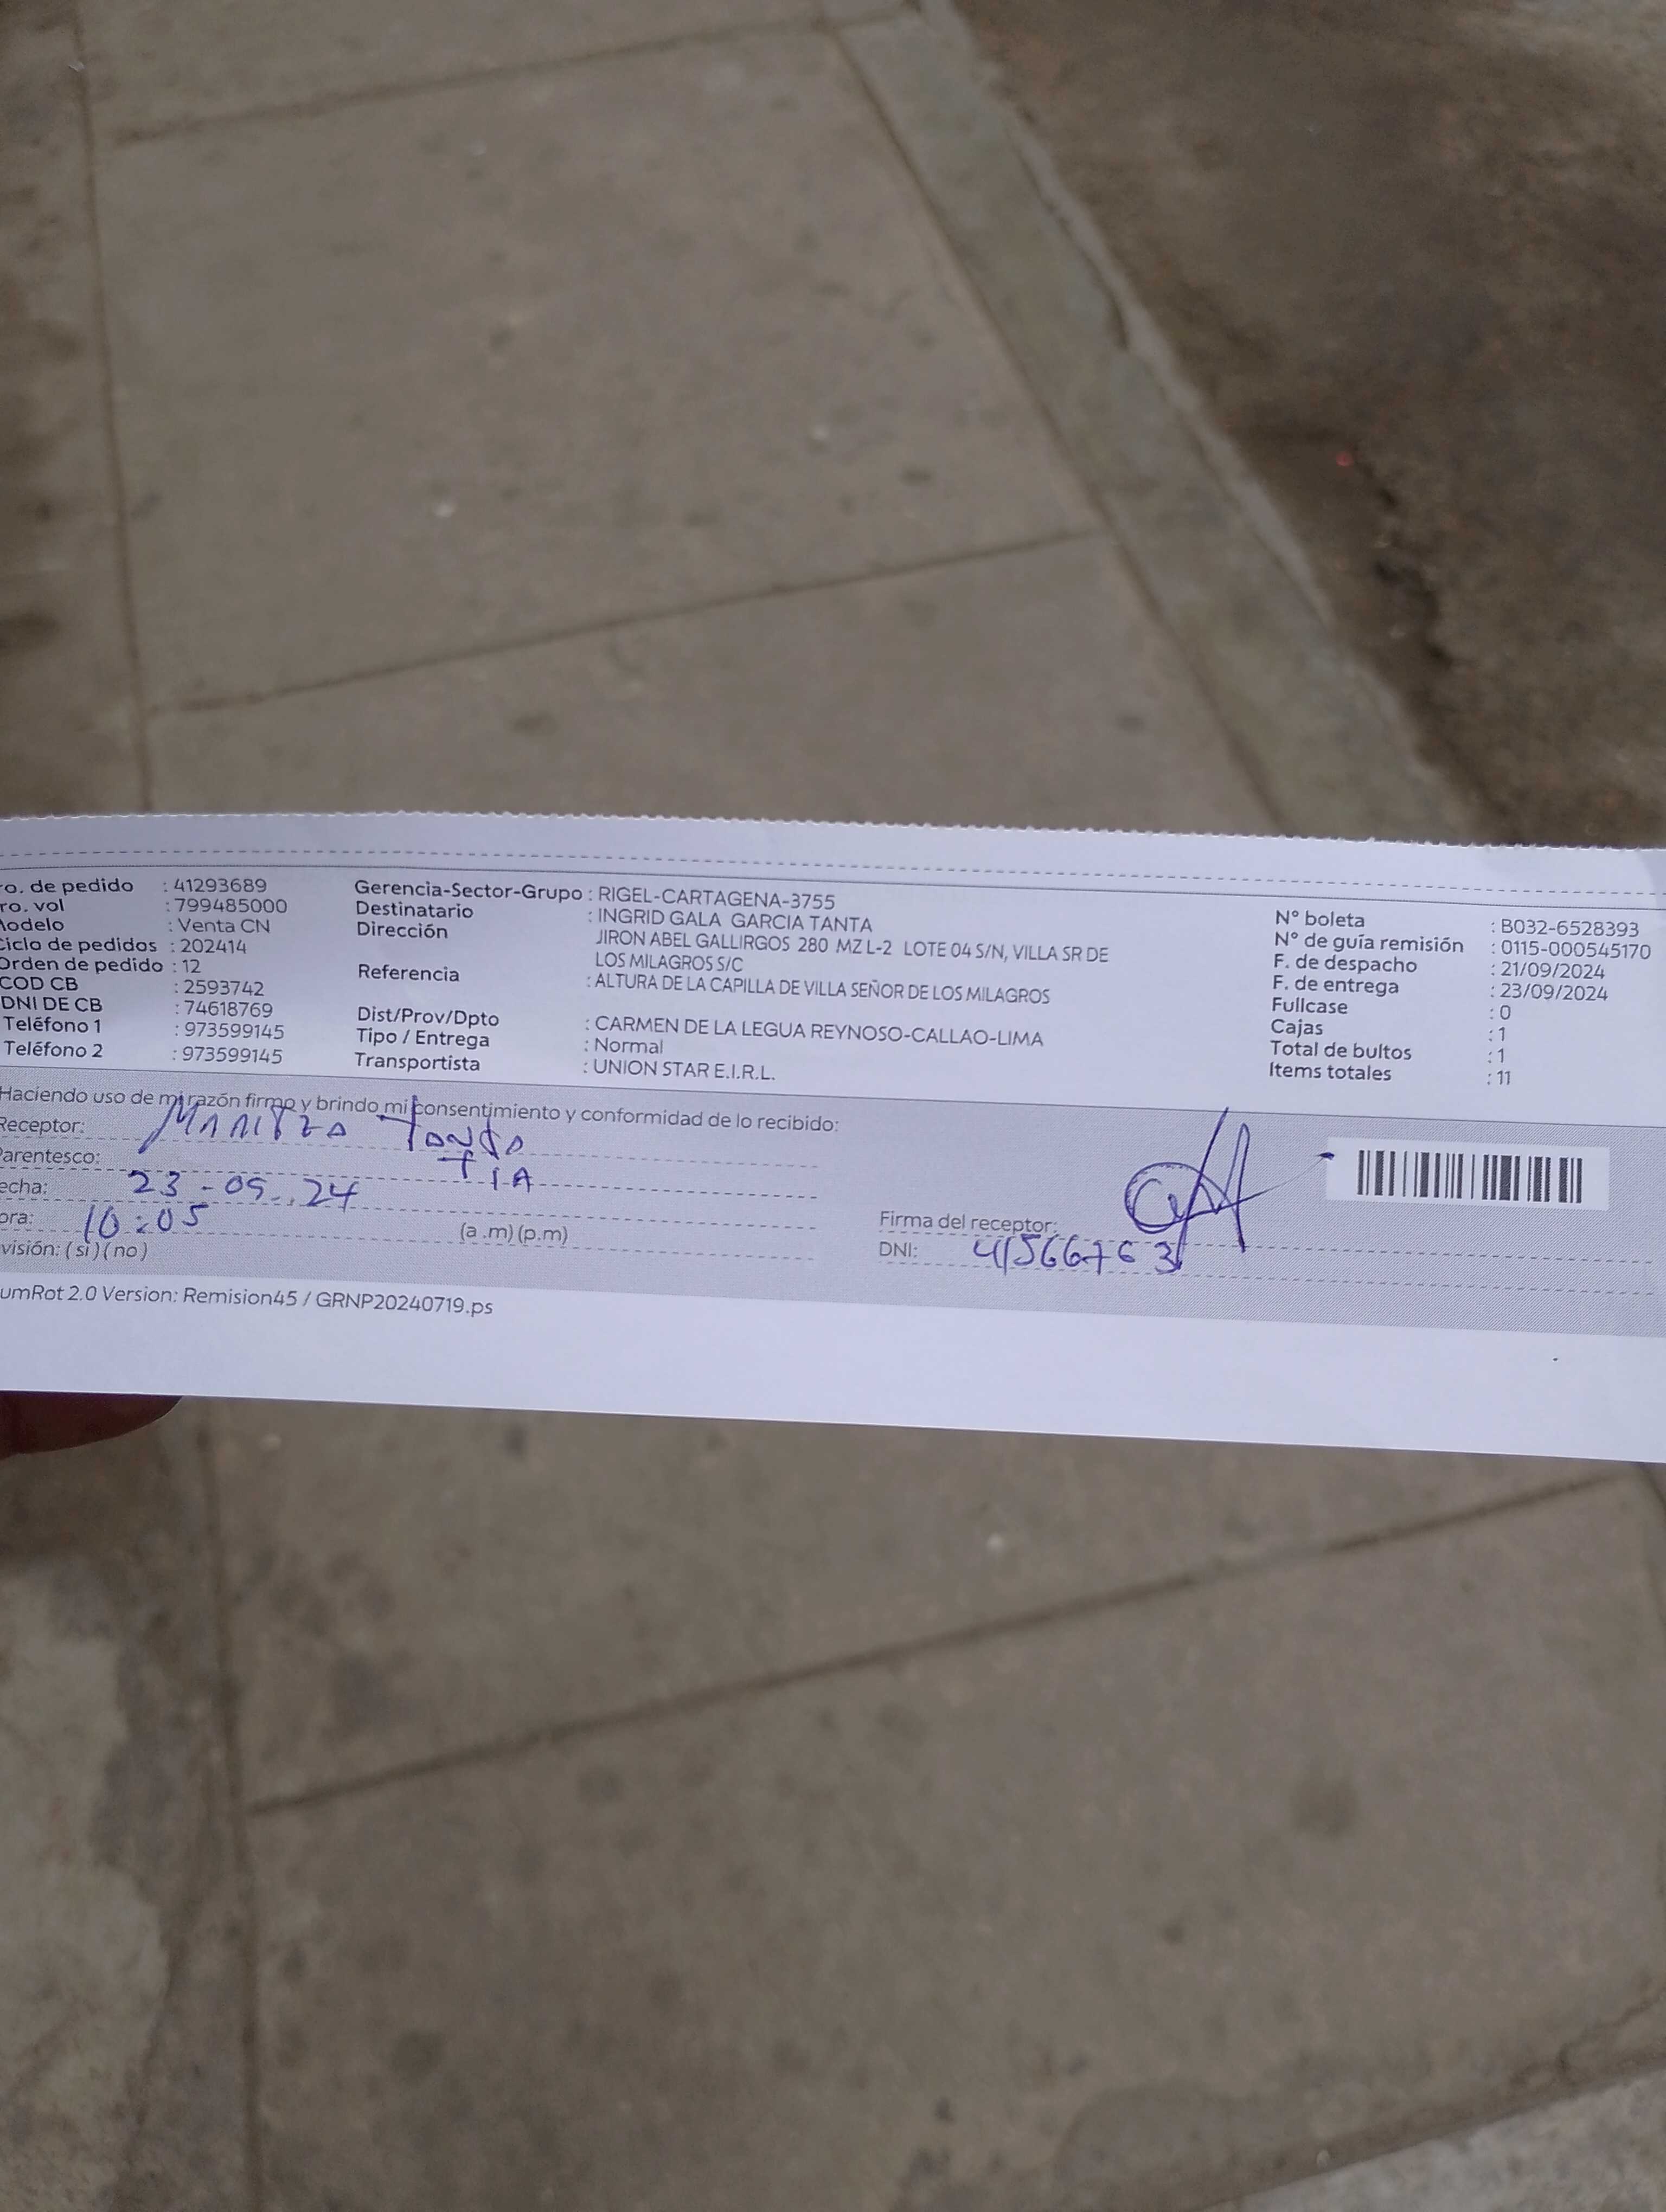 ro. de pedido : 41293689
ro. vol : 799485000
odelo : Venta CN
Ciclo de pedidos : 202414
Orden de pedido : 12
COD CB : 2593742
DNI DE CB : 74618769
Teléfono 1 : 973599145
Teléfono 2 : 973599145
Gerencia-Sector-Grupo : RIGEL-CARTAGENA-3755
Destinatario : INGRID GALA GARCIA TANTA
Dirección JIRON ABEL GALLIRGOS 280 MZ L-2 LOTE 04 S/N, VILLA SR DE
LOS MILAGROS S/C
Referencia : ALTURA DE LA CAPILLA DE VILLA SEÑOR DE LOS MILAGROS
Dist/Prov/Dpto : CARMEN DE LA LEGUA REYNOSO-CALLAO-LIMA
Tipo / Entrega : Normal
Transportista : UNION STAR E.I.R.L.
N° boleta : B032-6528393
N° de guía remisión : 0115-000545170
F. de despacho : 21/09/2024
F. de entrega : 23/09/2024
Fullcase : 0
Cajas : 1
Total de bultos : 1
Items totales : 11
Haciendo uso de mi razón firmo y brindo mi consentimiento y conformidad de lo recibido:
Receptor:
Parentesco: TIA
echa: 23-09-24
ora: 10:05 (a.m) (p.m)
visión: (si) (no)
Firma del receptor:
DNI: 41566763
umRot 2.0 Version: Remision45 / GRNP20240719.ps